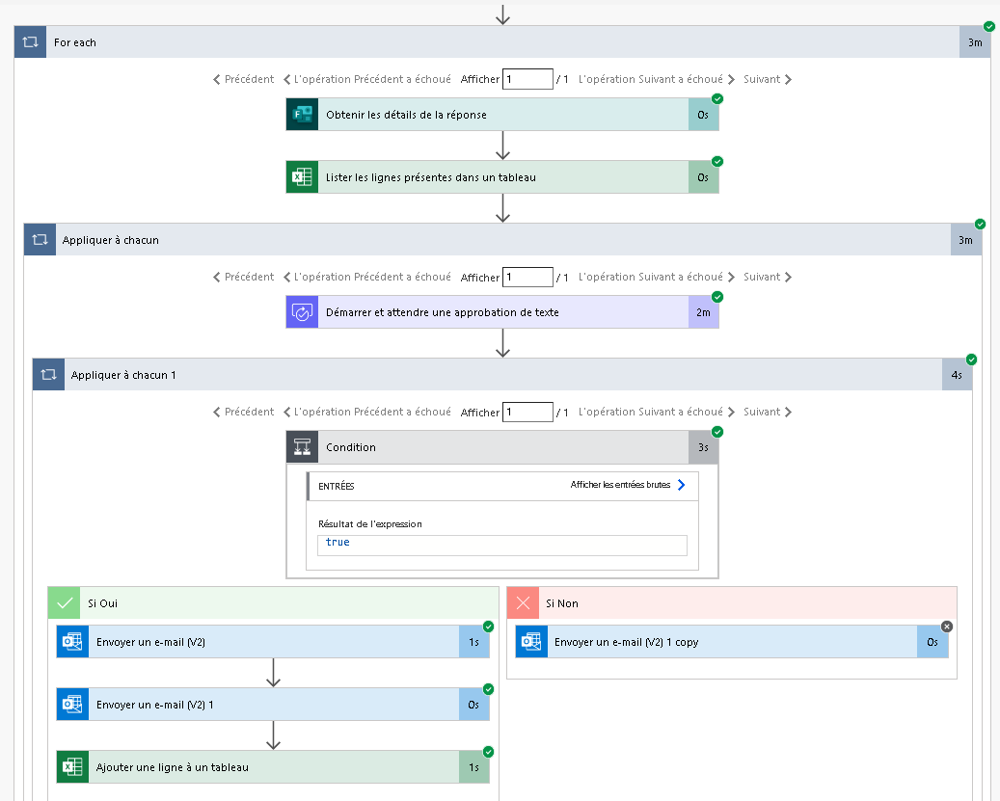 For each
3m
Précédent L'opération Précédent a échoué Afficher 1 / 1 L'opération Suivant a échoué Suivant
Obtenir les détails de la réponse
0s
Lister les lignes présentes dans un tableau
0s
Appliquer à chacun
3m
Précédent L'opération Précédent a échoué Afficher 1 / 1 L'opération Suivant a échoué Suivant
Démarrer et attendre une approbation de texte
2m
Appliquer à chacun 1
4s
Précédent L'opération Précédent a échoué Afficher 1 / 1 L'opération Suivant a échoué Suivant
Condition
3s
ENTRÉES
Afficher les entrées brutes
Résultat de l'expression
true
Si Oui
Envoyer un e-mail (V2)
1s
Envoyer un e-mail (V2) 1
0s
Ajouter une ligne à un tableau
1s
Si Non
Envoyer un e-mail (V2) 1 copy
0s